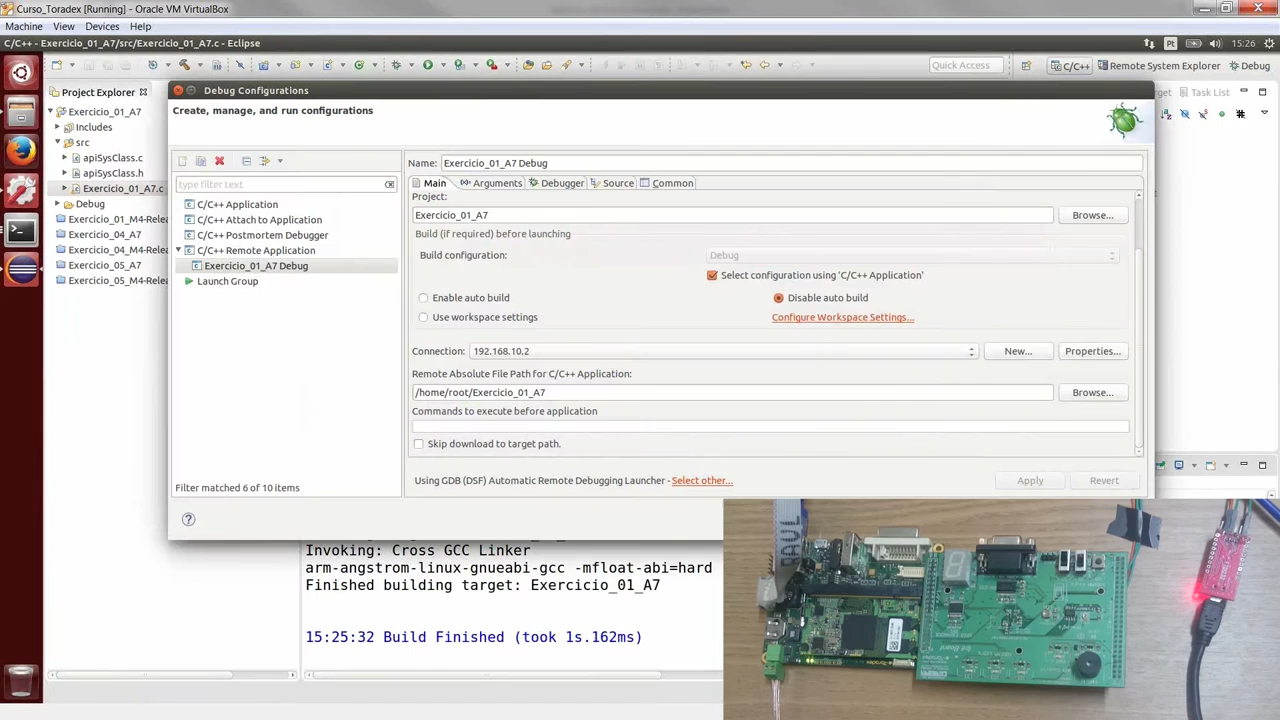 Curso_Toradex [Running] - Oracle VM VirtualBox
Machine View Devices Help
C/C++ - Exercicio_01_A7/src/Exercicio_01_A7.c - Eclipse
Pt 15:26
Quick Access C/C++ Remote System Explorer Debug
Project Explorer
Debug Configurations
Task List
Create, manage, and run configurations
Exercicio_01_A7
Includes
src
apiSysClass.c
apiSysClass.h
Exercicio_01_A7.c
Debug
Exercicio_01_M4-Relea
Exercicio_04_A7
Exercicio_04_M4-Relea
Exercicio_05_A7
Exercicio_05_M4-Relea
type filter text
C/C++ Application
C/C++ Attach to Application
C/C++ Postmortem Debugger
C/C++ Remote Application
Exercicio_01_A7 Debug
Launch Group
Filter matched 6 of 10 items
Name: Exercicio_01_A7 Debug
Main Arguments Debugger Source Common
Project:
Exercicio_01_A7 Browse...
Build (if required) before launching
Build configuration: Debug
Select configuration using 'C/C++ Application'
Enable auto build Disable auto build
Use workspace settings Configure Workspace Settings...
Connection: 192.168.10.2 New... Properties...
Remote Absolute File Path for C/C++ Application:
/home/root/Exercicio_01_A7 Browse...
Commands to execute before application
Skip download to target path.
Using GDB (DSF) Automatic Remote Debugging Launcher - Select other... Apply Revert
Invoking: Cross GCC Linker
arm-angstrom-linux-gnueabi-gcc -mfloat-abi=hard
Finished building target: Exercicio_01_A7
15:25:32 Build Finished (took 1s.162ms)